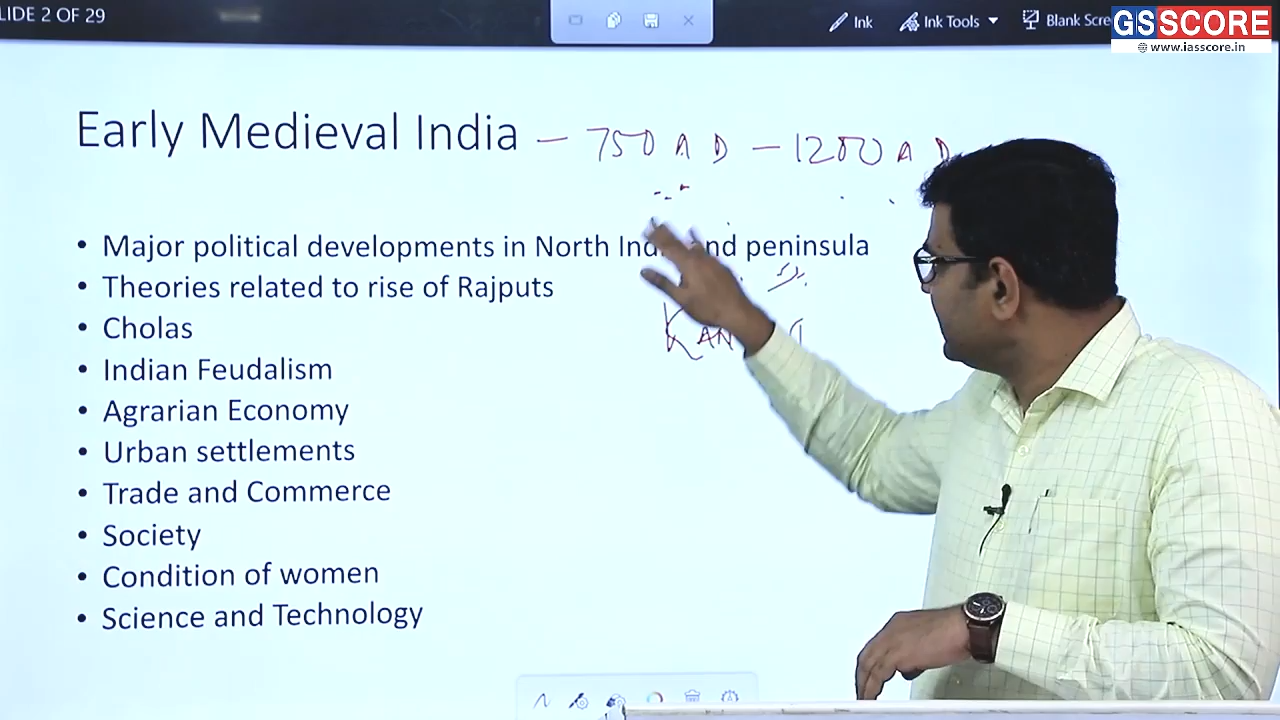 LIDE 2 OF 29
Ink
Ink Tools
Blank Scre
GSSCORE
www.iasscore.in
Early Medieval India – 750 AD – 1200 AD
• Major political developments in North and peninsula
• Theories related to rise of Rajputs
• Cholas
• Indian Feudalism
• Agrarian Economy
• Urban settlements
• Trade and Commerce
• Society
• Condition of women
• Science and Technology